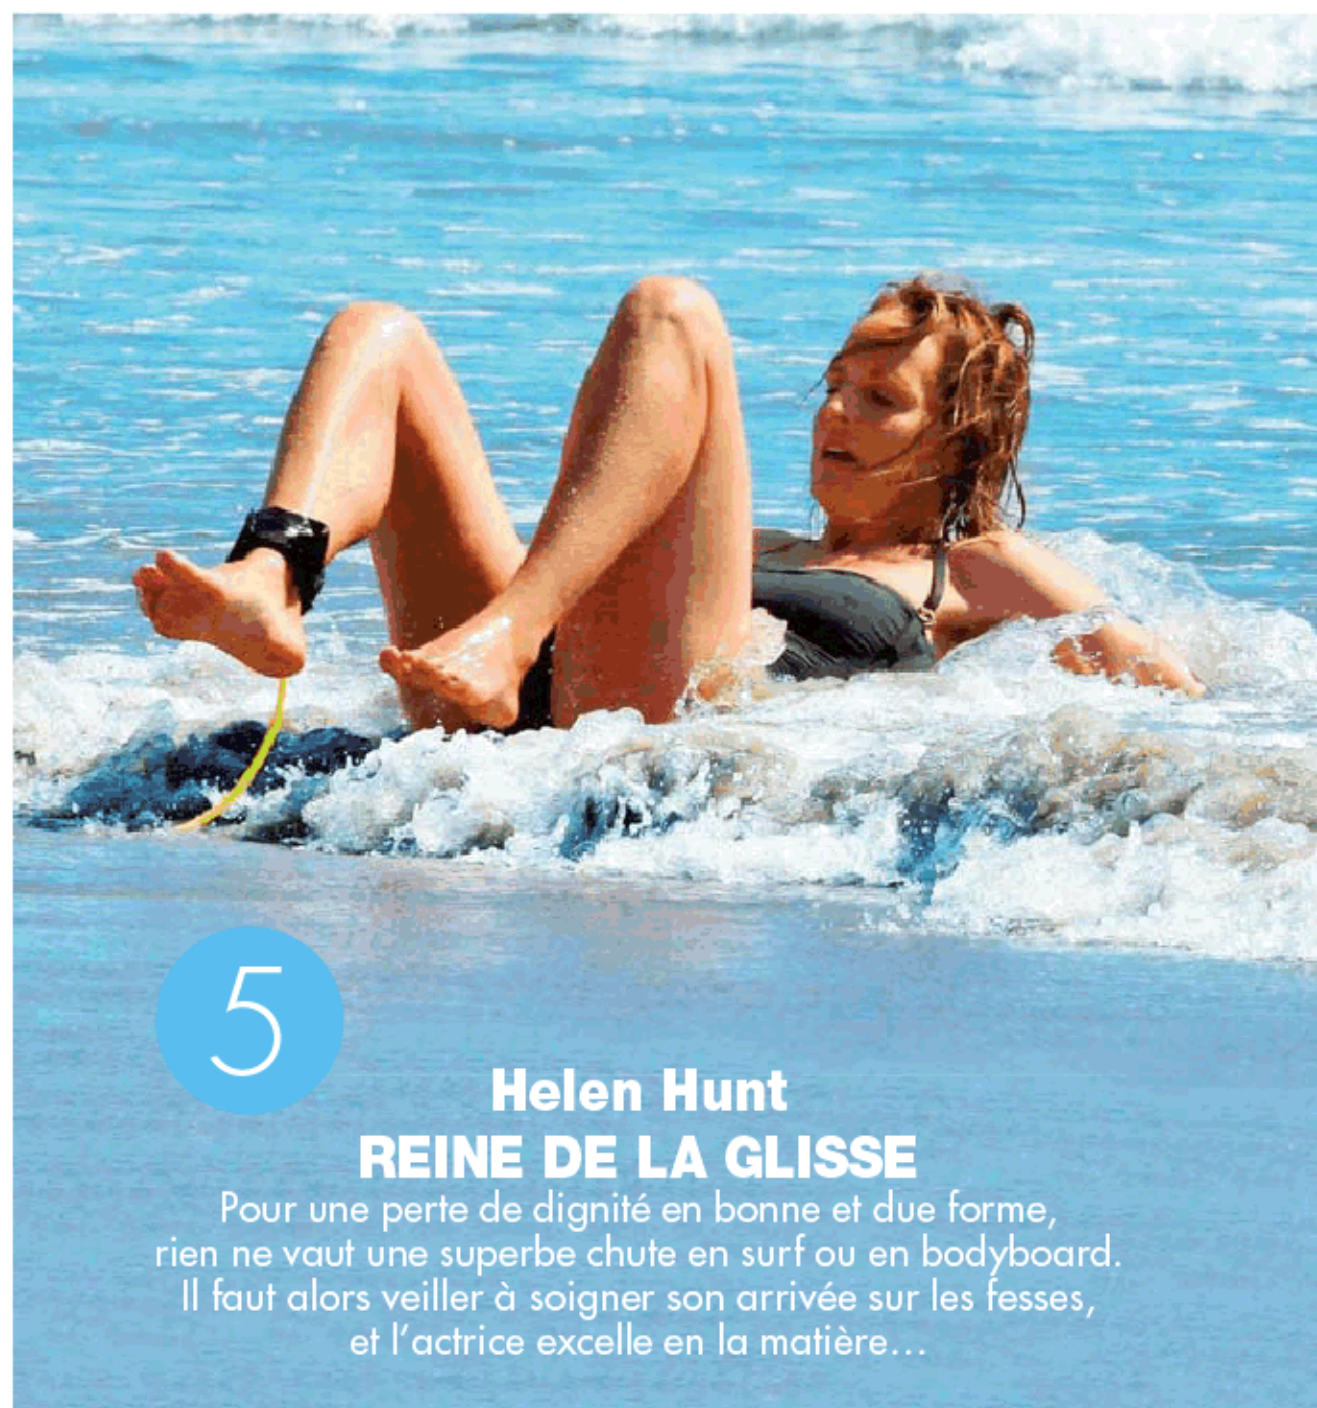 5
Helen Hunt
REINE DE LA GLISSE
Pour une perte de dignité en bonne et due forme,
rien ne vaut une superbe chute en surf ou en bodyboard.
Il faut alors veiller à soigner son arrivée sur les fesses,
et l’actrice excelle en la matière...